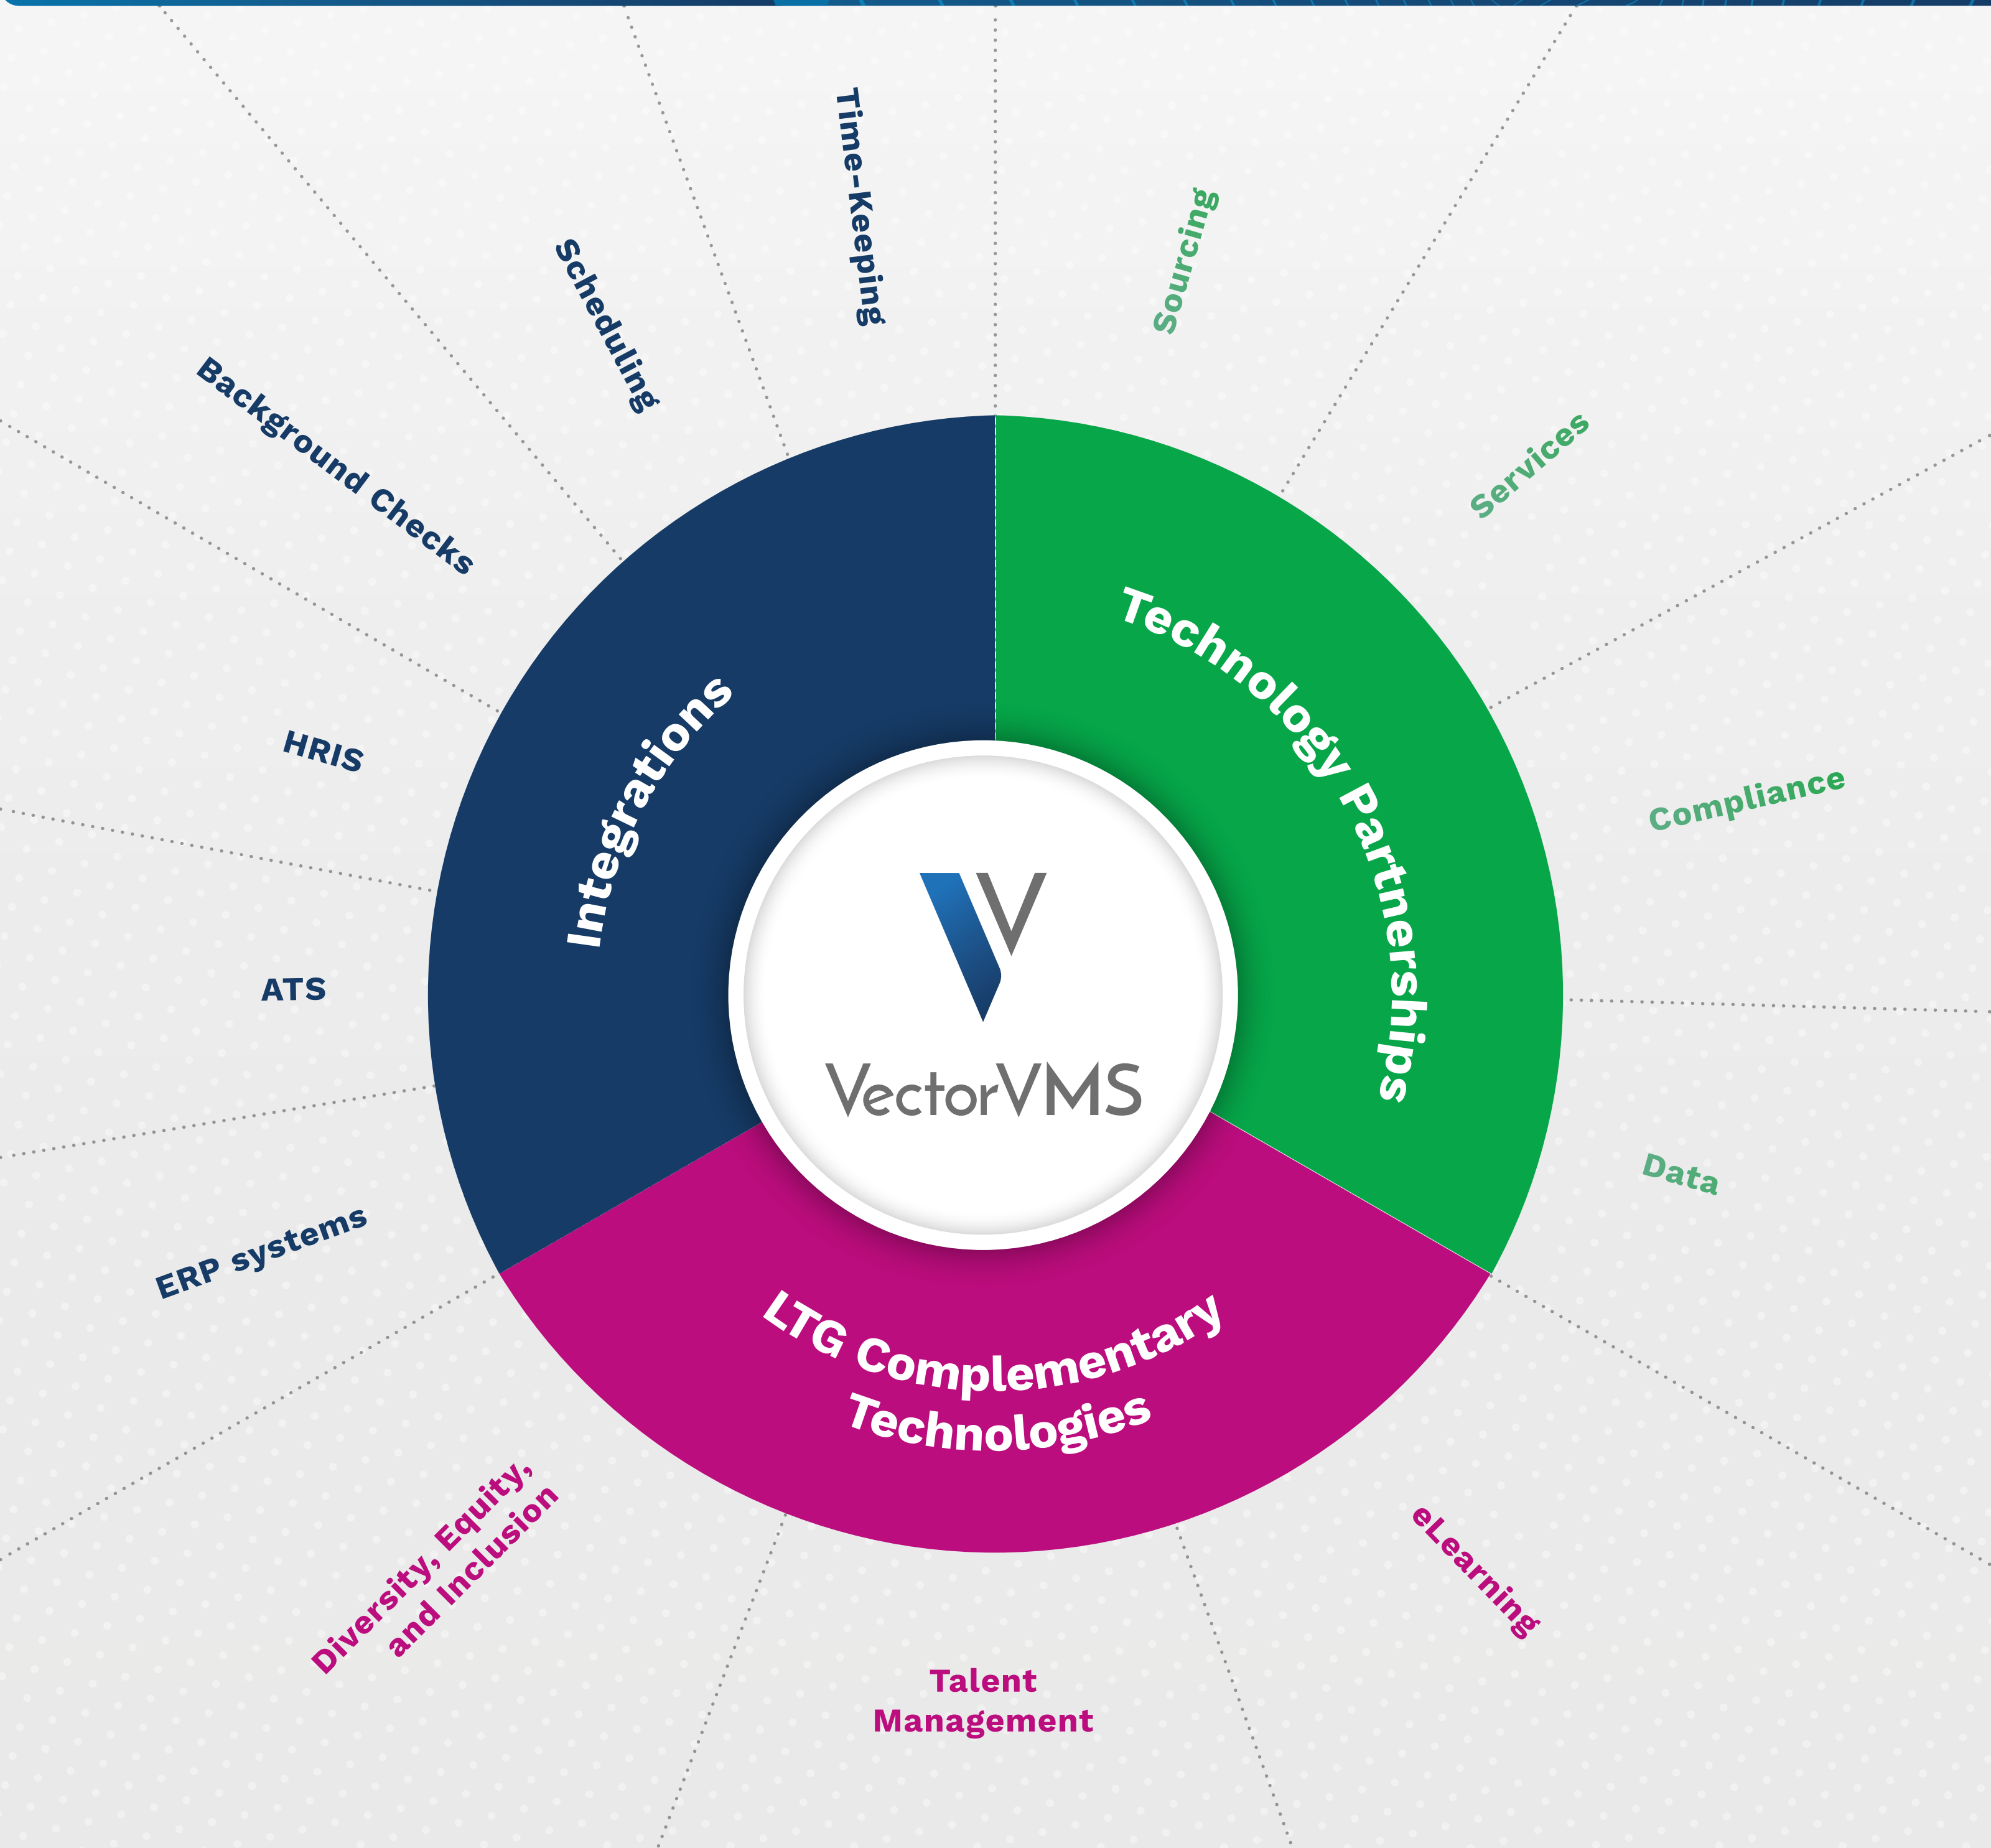 Time-Keeping
Sourcing
Scheduling
Services
Background Checks
HRIS
Compliance
ATS
Data
ERP systems
Integrations
Technology Partnerships
VectorVMS
LTG Complementary
Technologies
Diversity, Equity,
and Inclusion
eLearning
Talent
Management